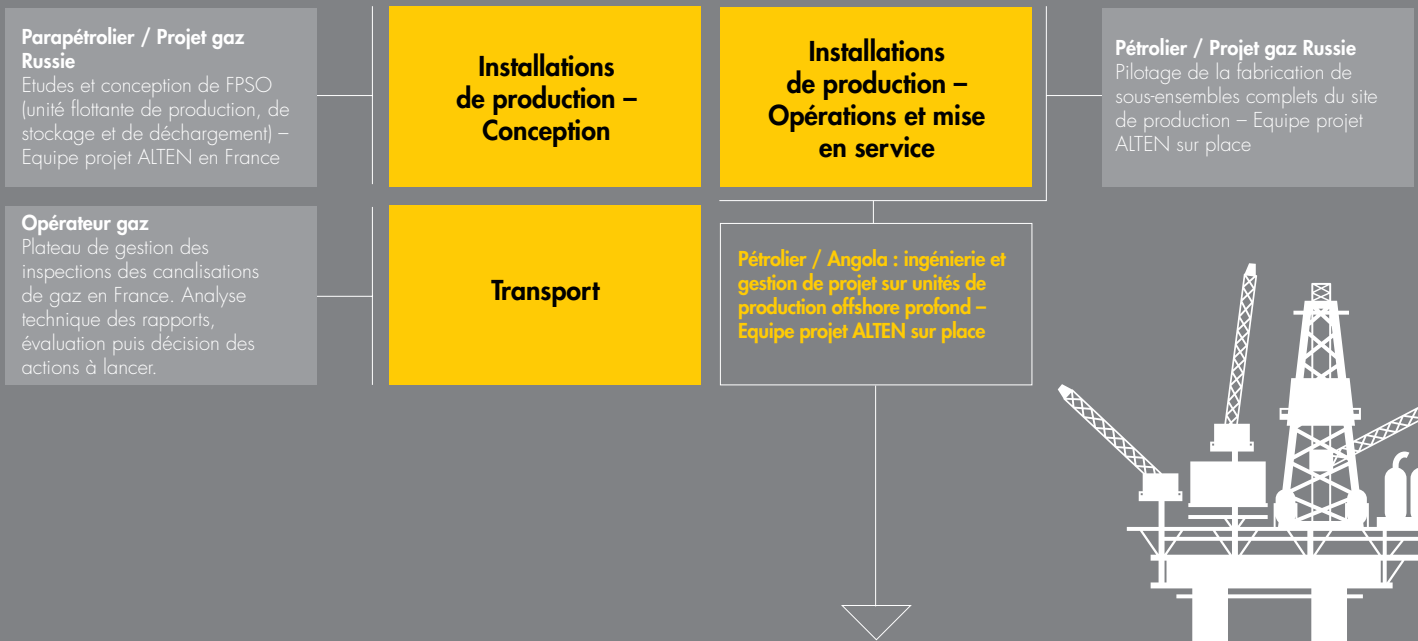 Parapétrolier / Projet gaz
Russie
Etudes et conception de FPSO
(unité flottante de production, de
stockage et de déchargement) –
Equipe projet ALTEN en France
Installations
de production –
Conception
Installations
de production –
Opérations et mise
en service
Pétrolier / Projet gaz Russie
Pilotage de la fabrication de
sous-ensembles complets du site
de production – Equipe projet
ALTEN sur place
Opérateur gaz
Plateau de gestion des
inspections des canalisations
de gaz en France. Analyse
technique des rapports,
évaluation puis décision des
actions à lancer.
Transport
Pétrolier / Angola : ingénierie et
gestion de projet sur unités de
production offshore profond –
Equipe projet ALTEN sur place